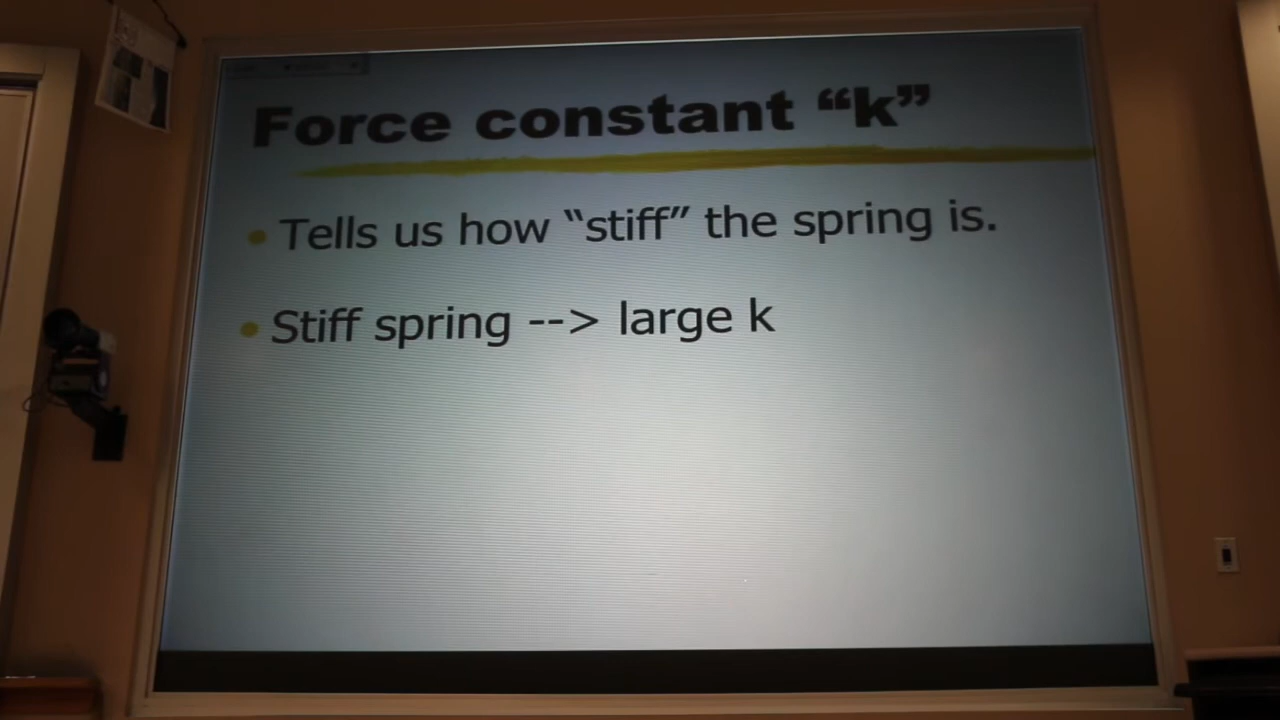 Force constant “k”
Tells us how “stiff” the spring is.
Stiff spring --> large k